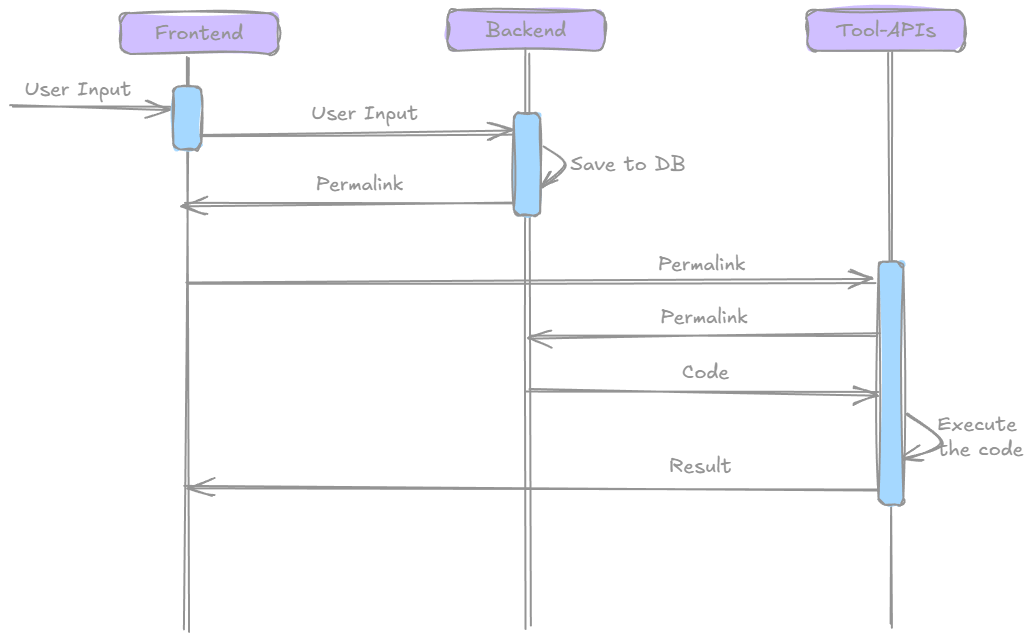 Frontend
Backend
Tool-APIs
User Input
User Input
Save to DB
Permalink
Permalink
Permalink
Code
Execute
the code
Result